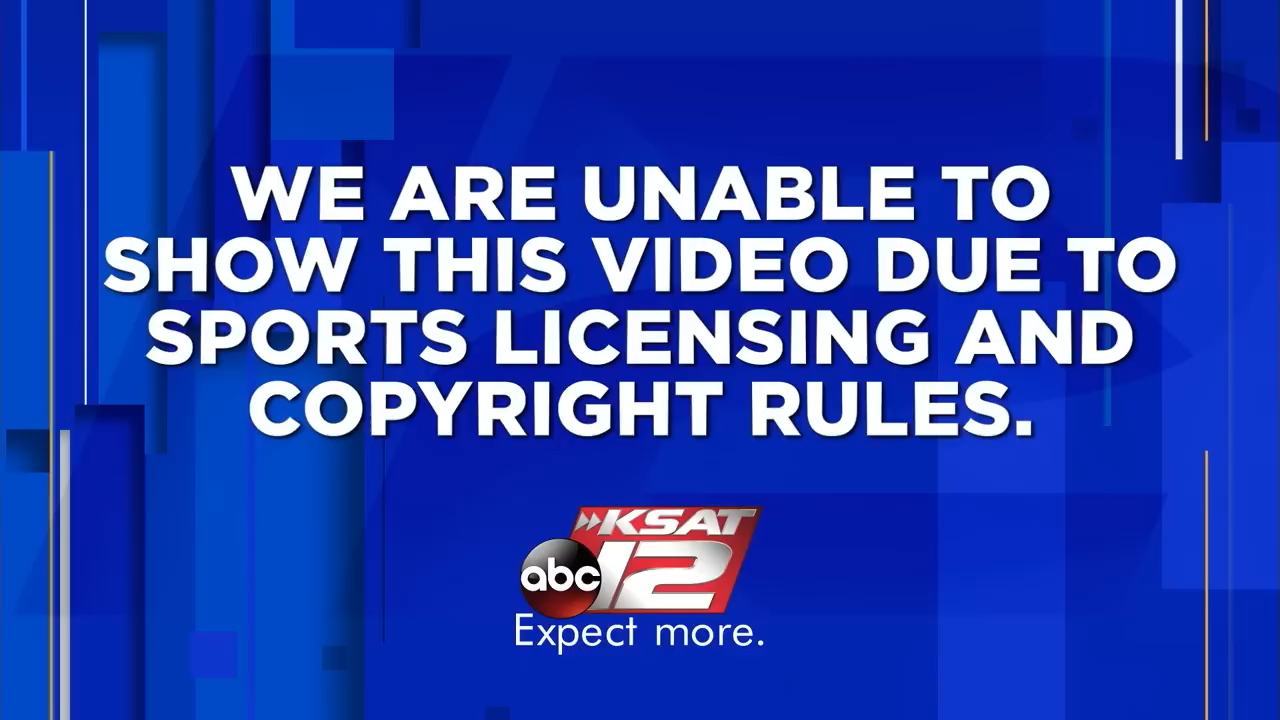 WE ARE UNABLE TO
SHOW THIS VIDEO DUE TO
SPORTS LICENSING AND
COPYRIGHT RULES.
KSAT
abc 12
Expect more.